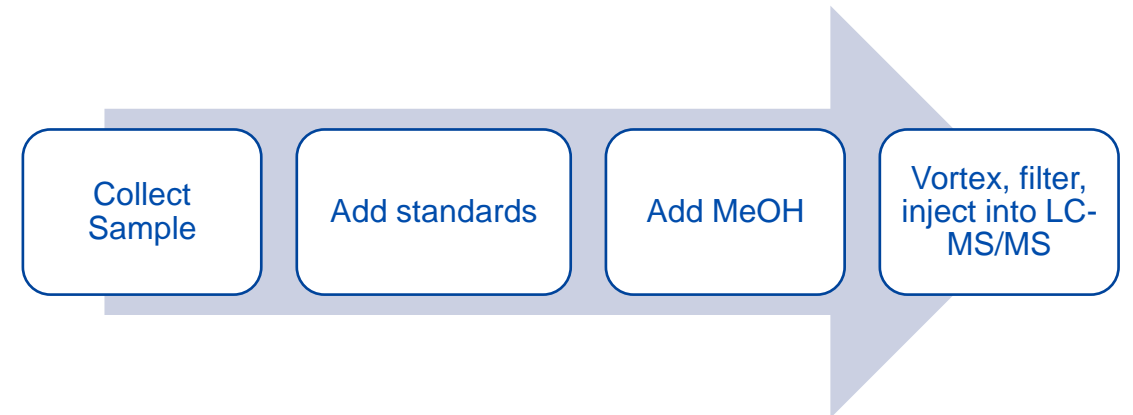 Collect
Sample
Add standards
Add MeOH
Vortex, filter,
inject into LC-
MS/MS